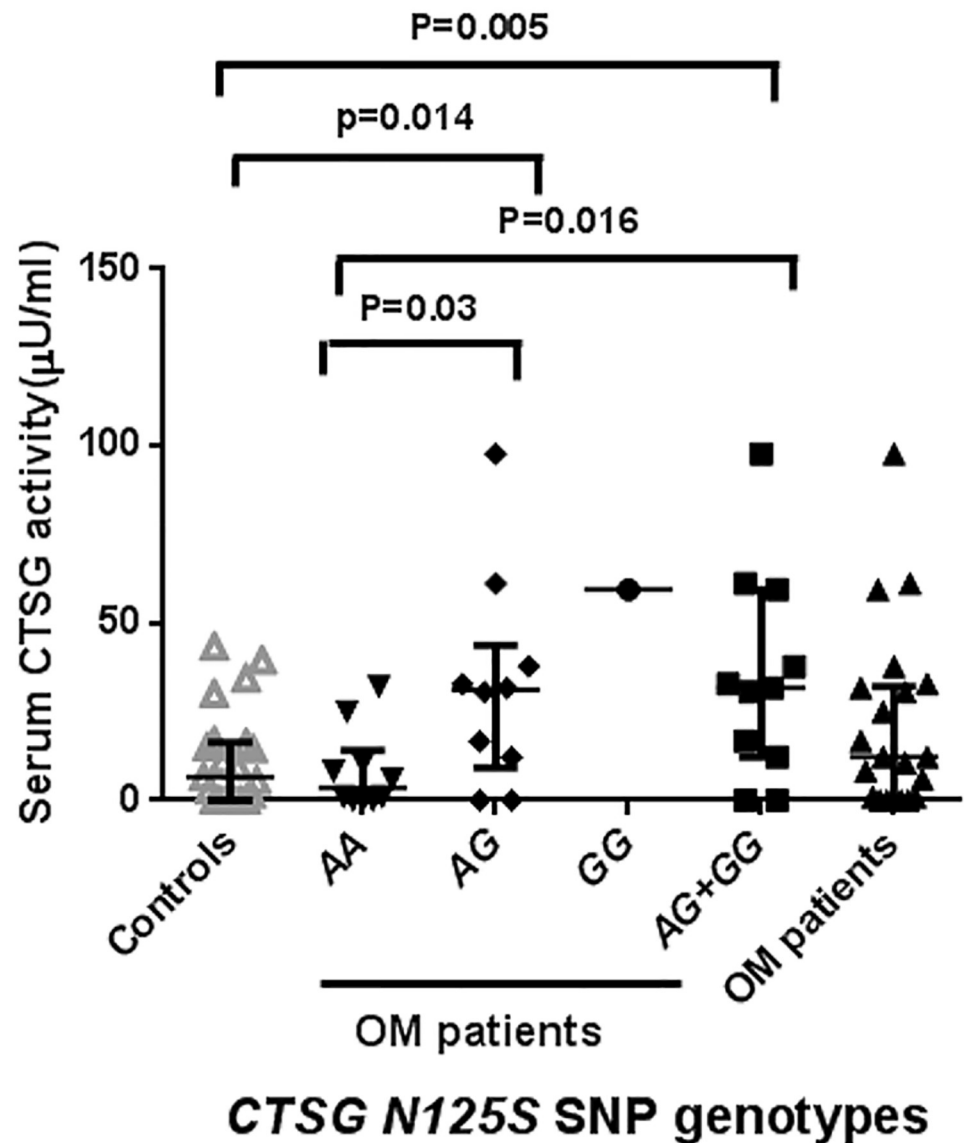 P=0.005
p=0.014
P=0.016
P=0.03
Serum CTSG activity(μU/ml)
150
100
50
0
Controls
AA
AG
GG
AG+GG
OM patients
OM patients
CTSG N125S SNP genotypes